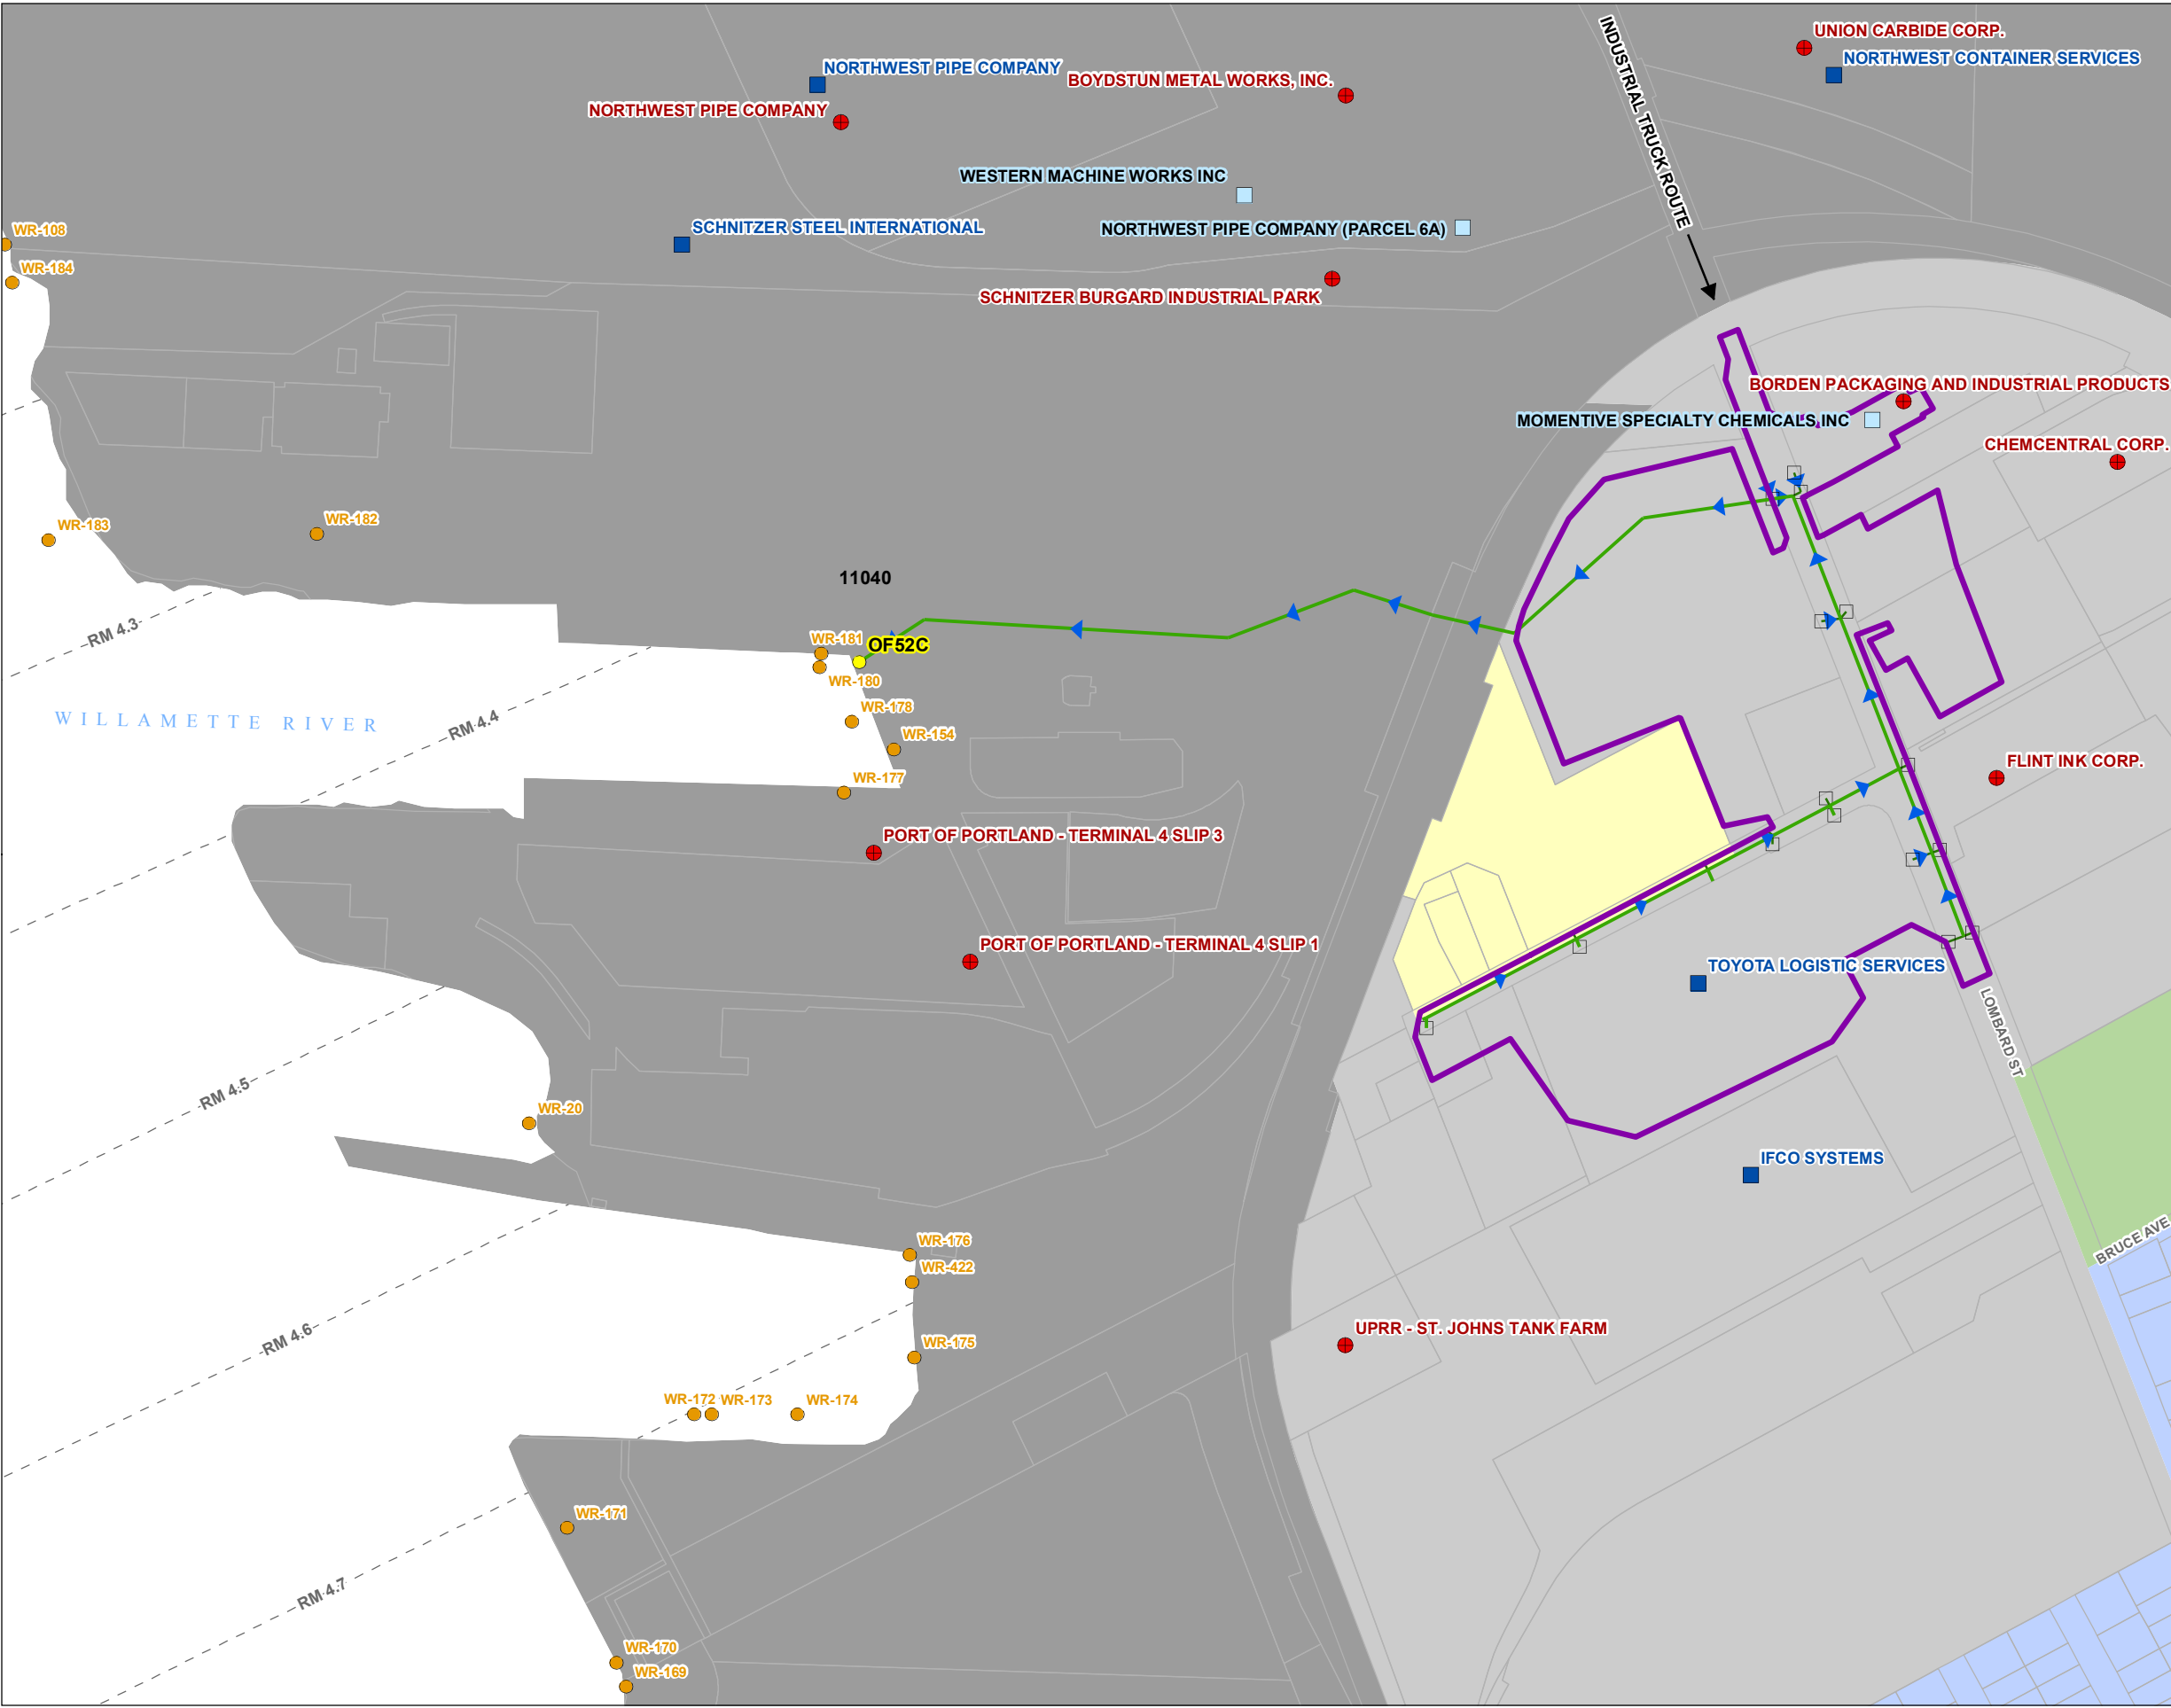 UNION CARBIDE CORP.
NORTHWEST CONTAINER SERVICES
NORTHWEST PIPE COMPANY
BOYDSTUN METAL WORKS, INC.
NORTHWEST PIPE COMPANY
INDUSTRIAL TRUCK ROUTE
WESTERN MACHINE WORKS INC
SCHNITZER STEEL INTERNATIONAL
NORTHWEST PIPE COMPANY (PARCEL 6A)
WR-108
WR-184
SCHNITZER BURGARD INDUSTRIAL PARK
BORDEN PACKAGING AND INDUSTRIAL PRODUCTS
MOMENTIVE SPECIALTY CHEMICALS INC
CHEMCENTRAL CORP.
WR-183
WR-182
11040
RM 4.3
WR-181
OF52C
WR-180
WILLAMETTE RIVER
RM 4.4
WR-178
WR-154
FLINT INK CORP.
WR-177
PORT OF PORTLAND - TERMINAL 4 SLIP 3
PORT OF PORTLAND - TERMINAL 4 SLIP 1
TOYOTA LOGISTIC SERVICES
LOMBARD ST
RM 4.5
WR-20
IFCO SYSTEMS
BRUCE AVE
WR-176
WR-422
RM 4.6
UPRR - ST. JOHNS TANK FARM
WR-175
WR-172
WR-173
WR-174
WR-171
RM 4.7
WR-170
WR-169